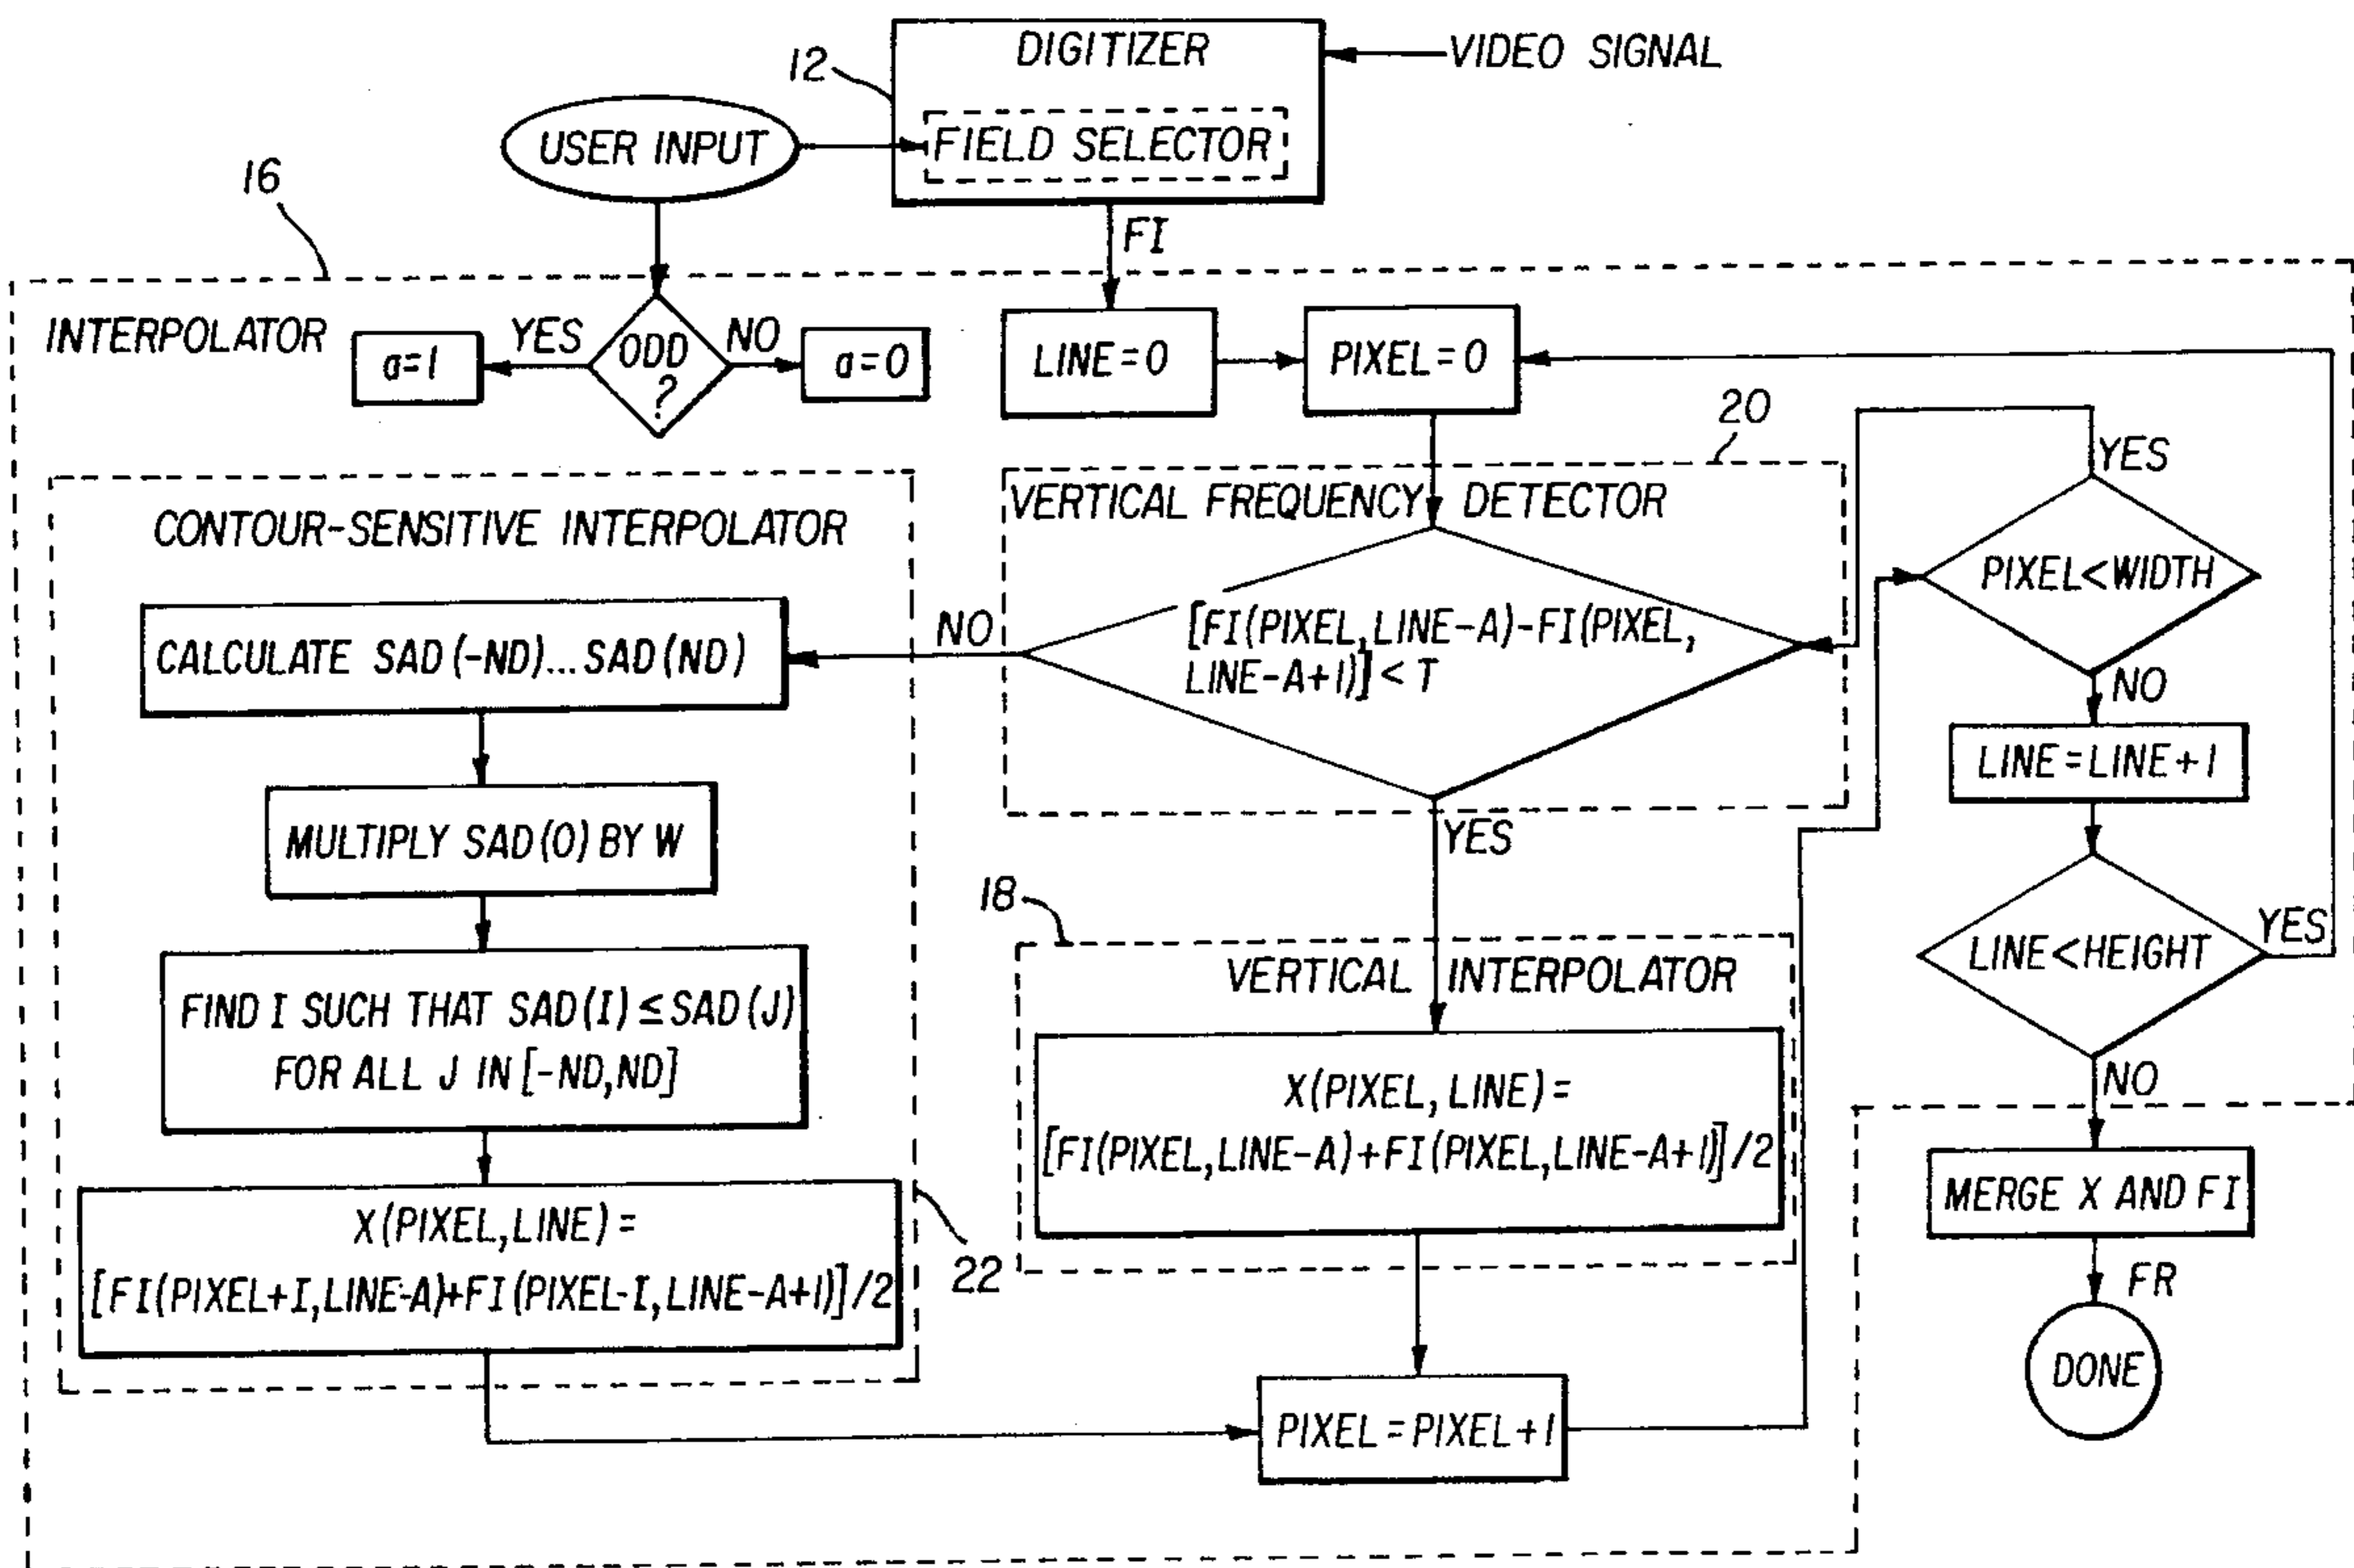 DIGITIZER
VIDEO SIGNAL
12
USER INPUT
FIELD SELECTOR
16
FI
INTERPOLATOR
a=1
YES
ODD
?
NO
a=0
LINE=0
PIXEL=0
20
YES
VERTICAL FREQUENCY DETECTOR
CONTOUR-SENSITIVE INTERPOLATOR
PIXEL<WIDTH
[FI(PIXEL,LINE-A)-FI(PIXEL,
LINE-A+1)]<T
NO
CALCULATE SAD(-ND)...SAD(ND)
NO
LINE=LINE+1
MULTIPLY SAD(0) BY W
YES
18
LINE<HEIGHT
YES
VERTICAL INTERPOLATOR
FIND I SUCH THAT SAD(I)≤SAD(J)
FOR ALL J IN [-ND,ND]
NO
X(PIXEL,LINE)=
[FI(PIXEL,LINE-A)+FI(PIXEL,LINE-A+1)]/2
MERGE X AND FI
X(PIXEL,LINE)=
[FI(PIXEL+I,LINE-A)+FI(PIXEL-I,LINE-A+1)]/2
22
FR
DONE
PIXEL=PIXEL+1